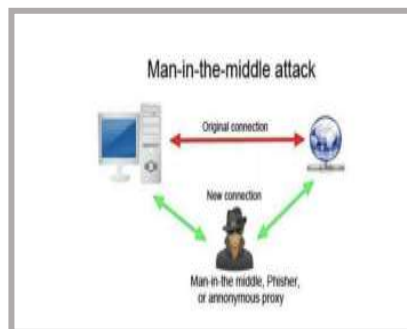 Man-in-the-middle attack
Original connection
New connection
Man-in-the middle, Phisher,
or annonymous proxy